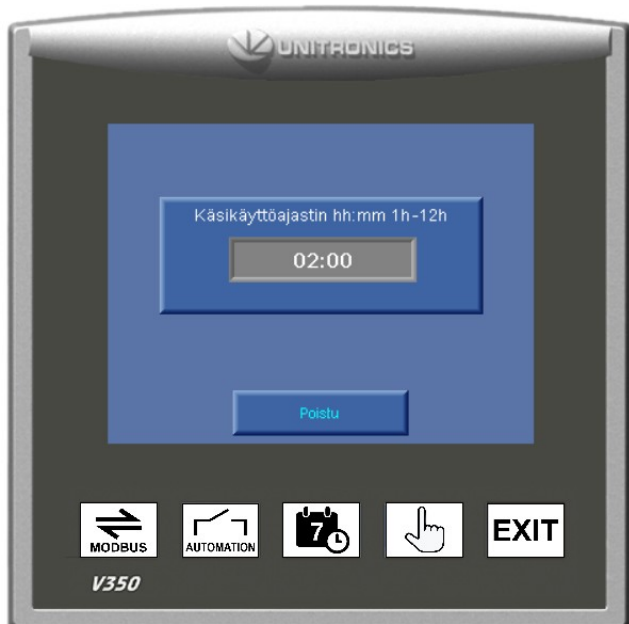 UNITRONICS
Käsikäyttöajastin hh:mm 1h-12h
02:00
Poistu
7
MODBUS
AUTOMATION
EXIT
V350